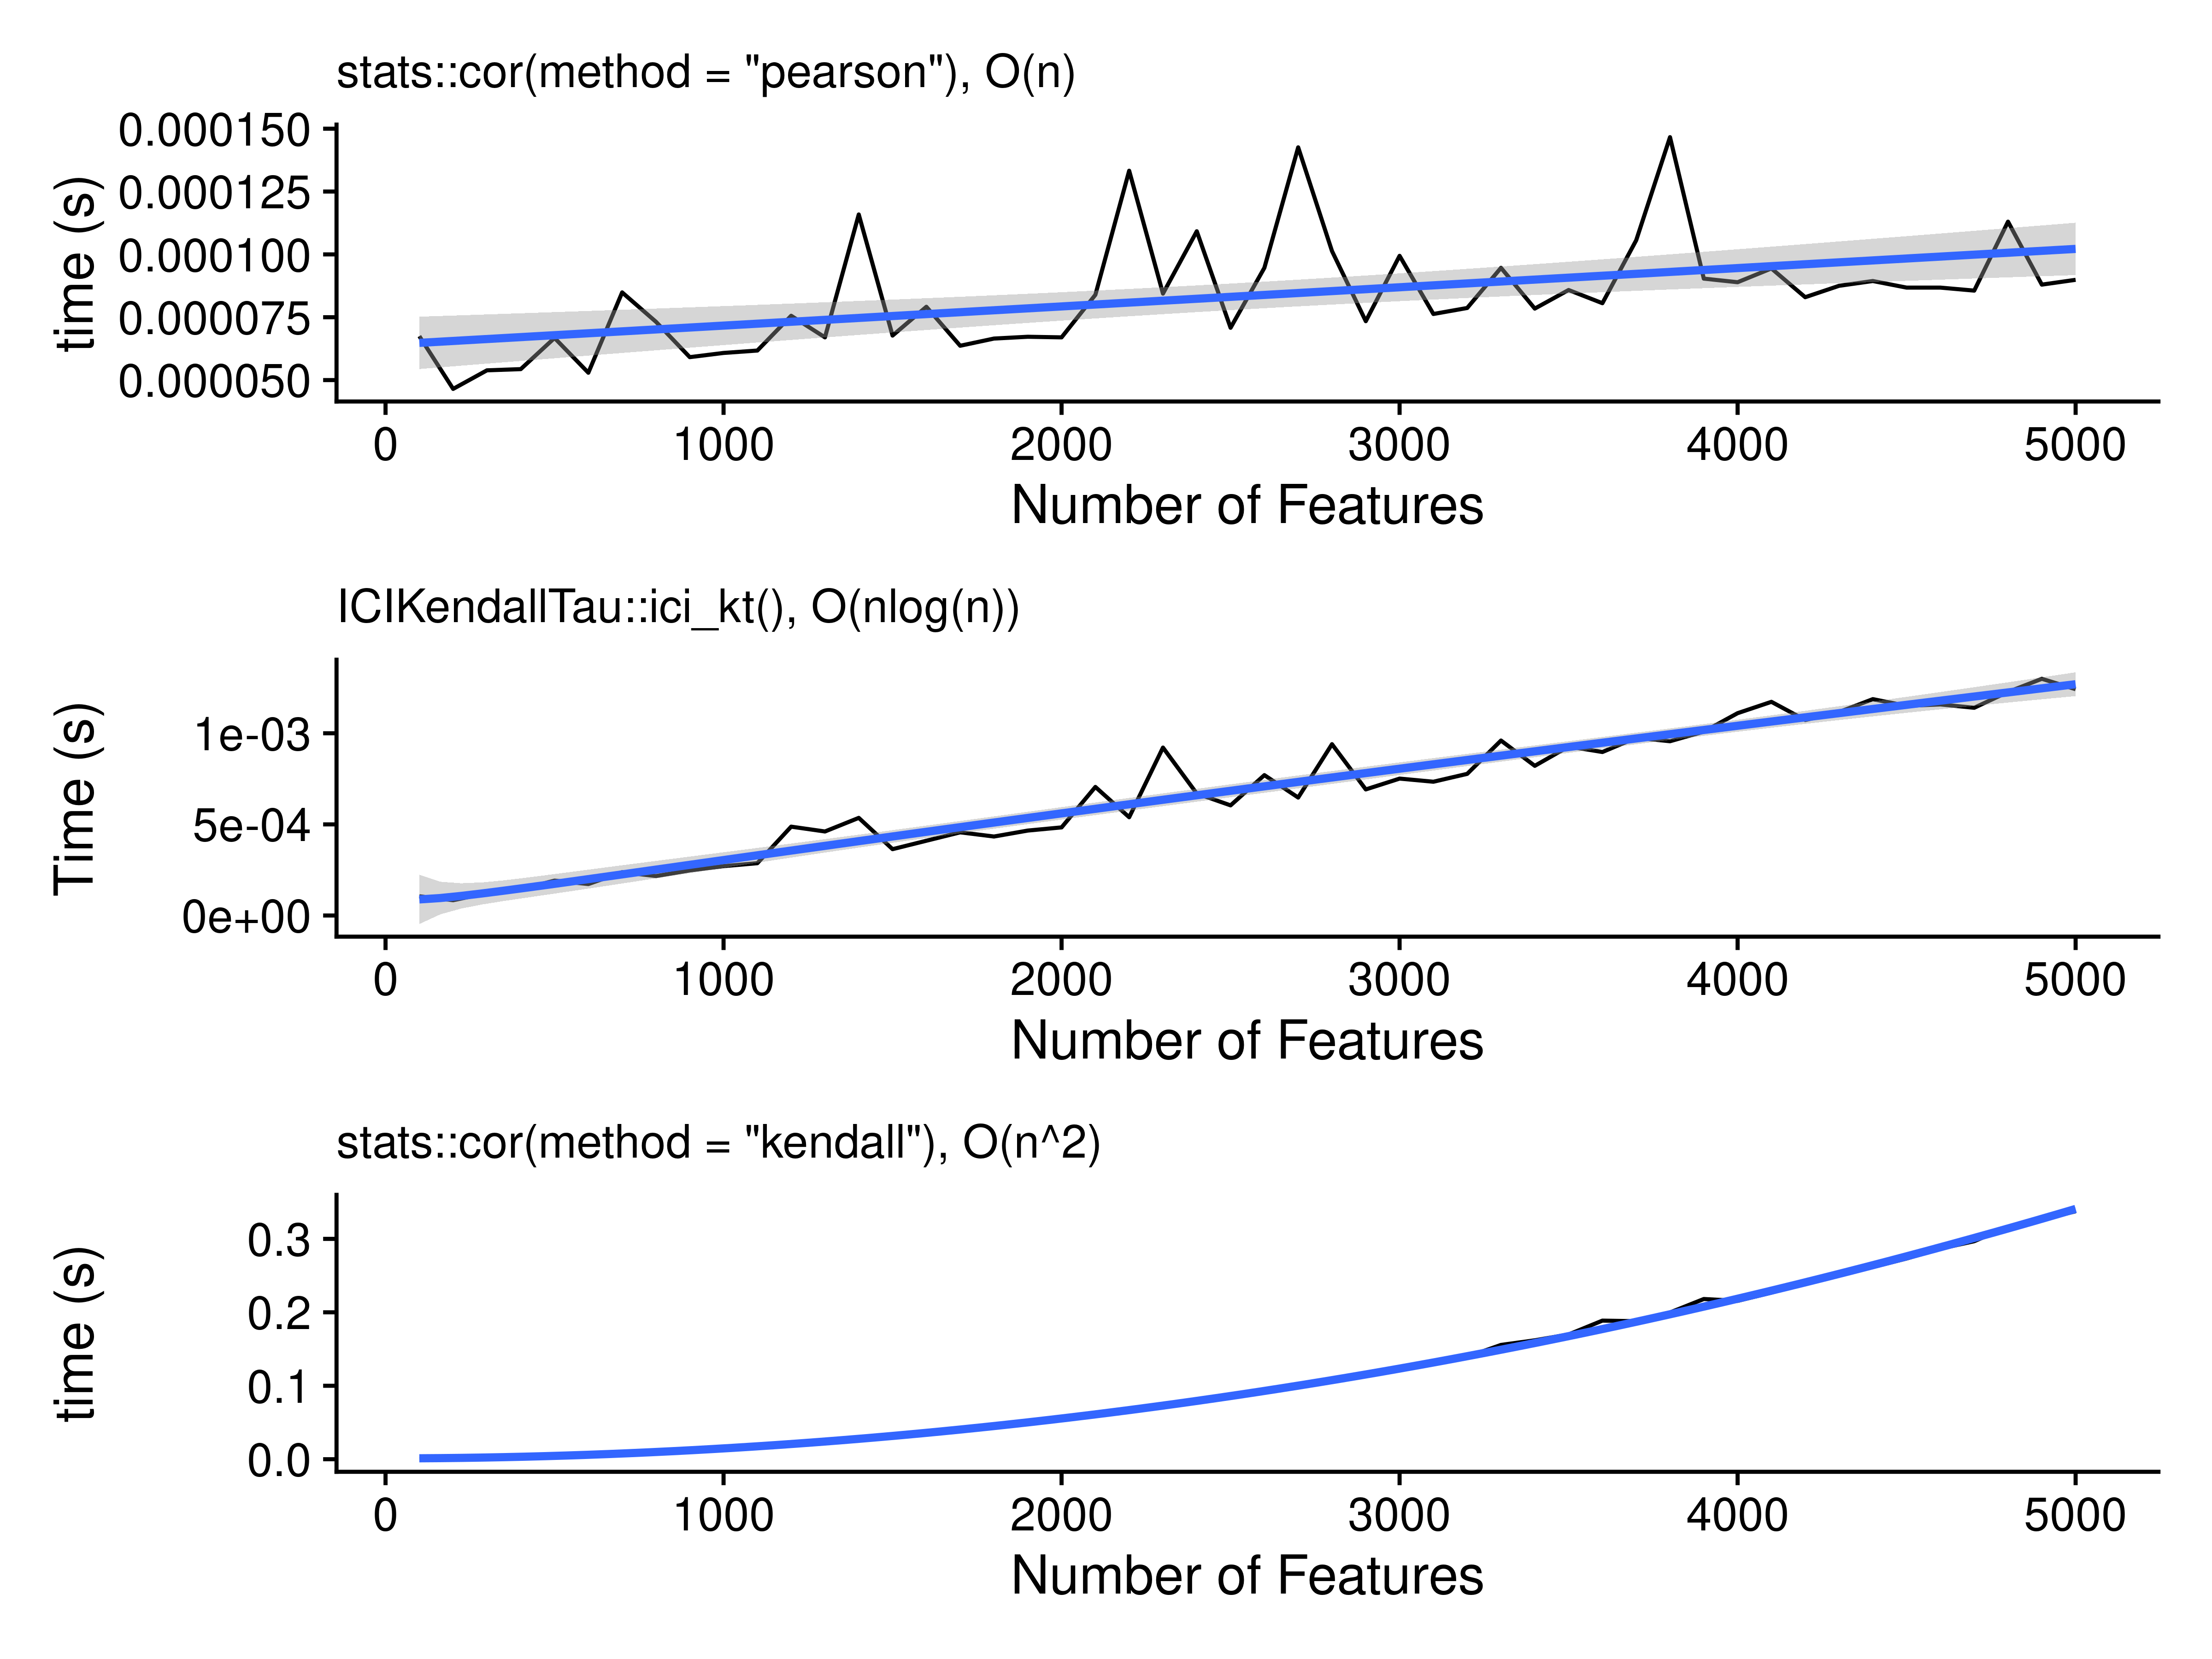 stats::cor(method = "pearson"), O(n)
time (s)
0.000150
0.000125
0.000100
0.000075
0.000050
0 1000 2000 3000 4000 5000
Number of Features
ICIKendallTau::ici_kt(), O(nlog(n))
Time (s)
1e-03
5e-04
0e+00
0 1000 2000 3000 4000 5000
Number of Features
stats::cor(method = "kendall"), O(n^2)
time (s)
0.3
0.2
0.1
0.0
0 1000 2000 3000 4000 5000
Number of Features